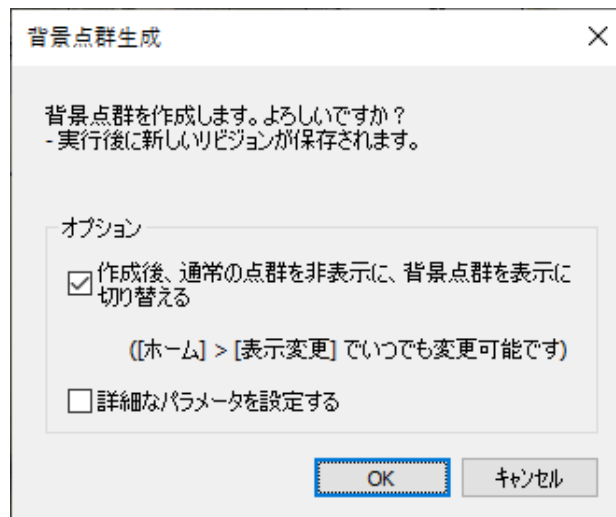 背景点群生成
背景点群を作成します。よろしいですか？
- 実行後に新しいリビジョンが保存されます。
オプション
作成後、通常の点群を非表示に、背景点群を表示に
切り替える
([ホーム] > [表示変更] でいつでも変更可能です)
詳細なパラメータを設定する
OK
キャンセル